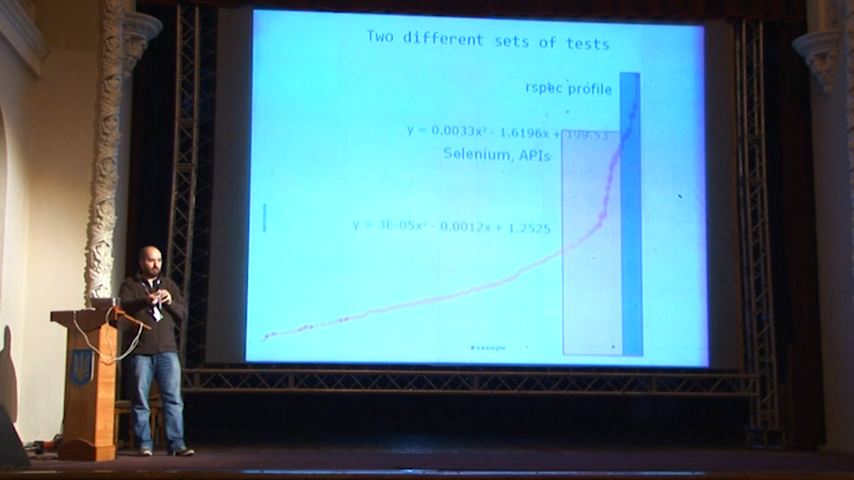 Two different sets of tests
rspec profile
y = 0.0033x² - 1.6196x + 199.53
Selenium, APIs
y = 3E-05x² - 0.0012x + 1.2525